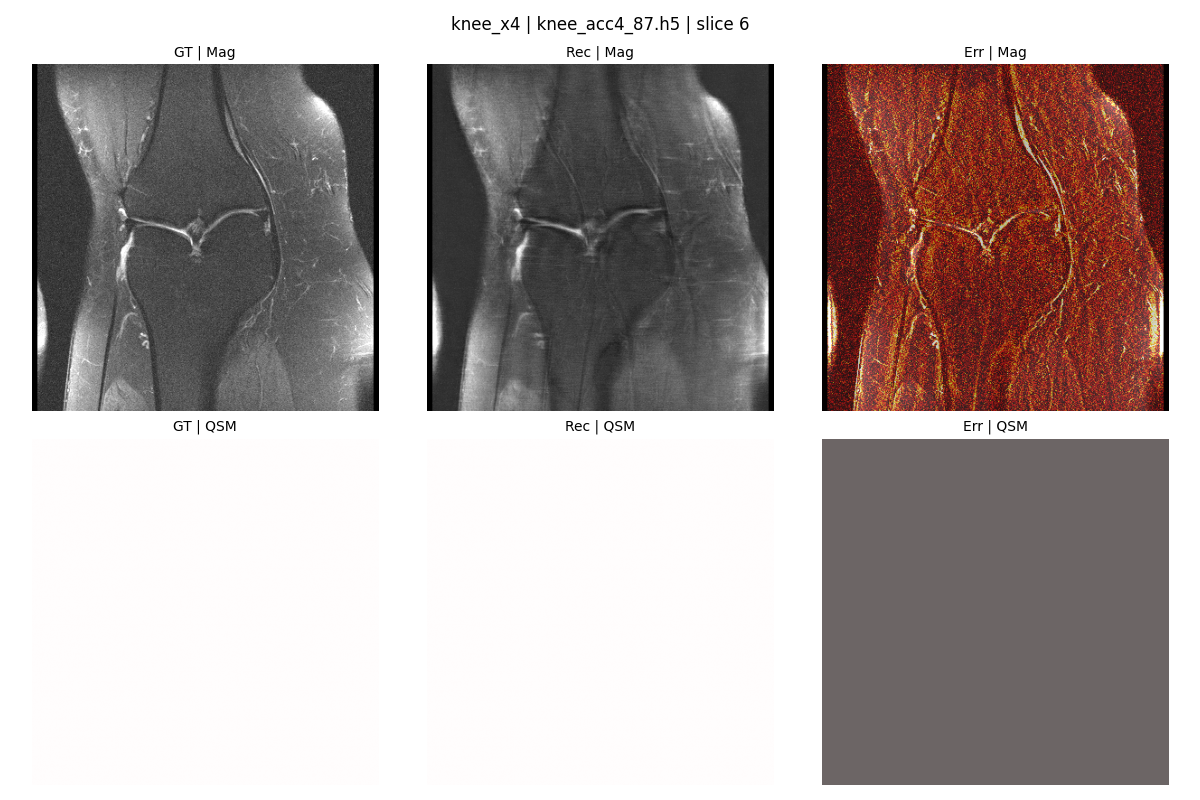 knee_x4 | knee_acc4_87.h5 | slice 6
GT | Mag
Rec | Mag
Err | Mag
GT | QSM
Rec | QSM
Err | QSM